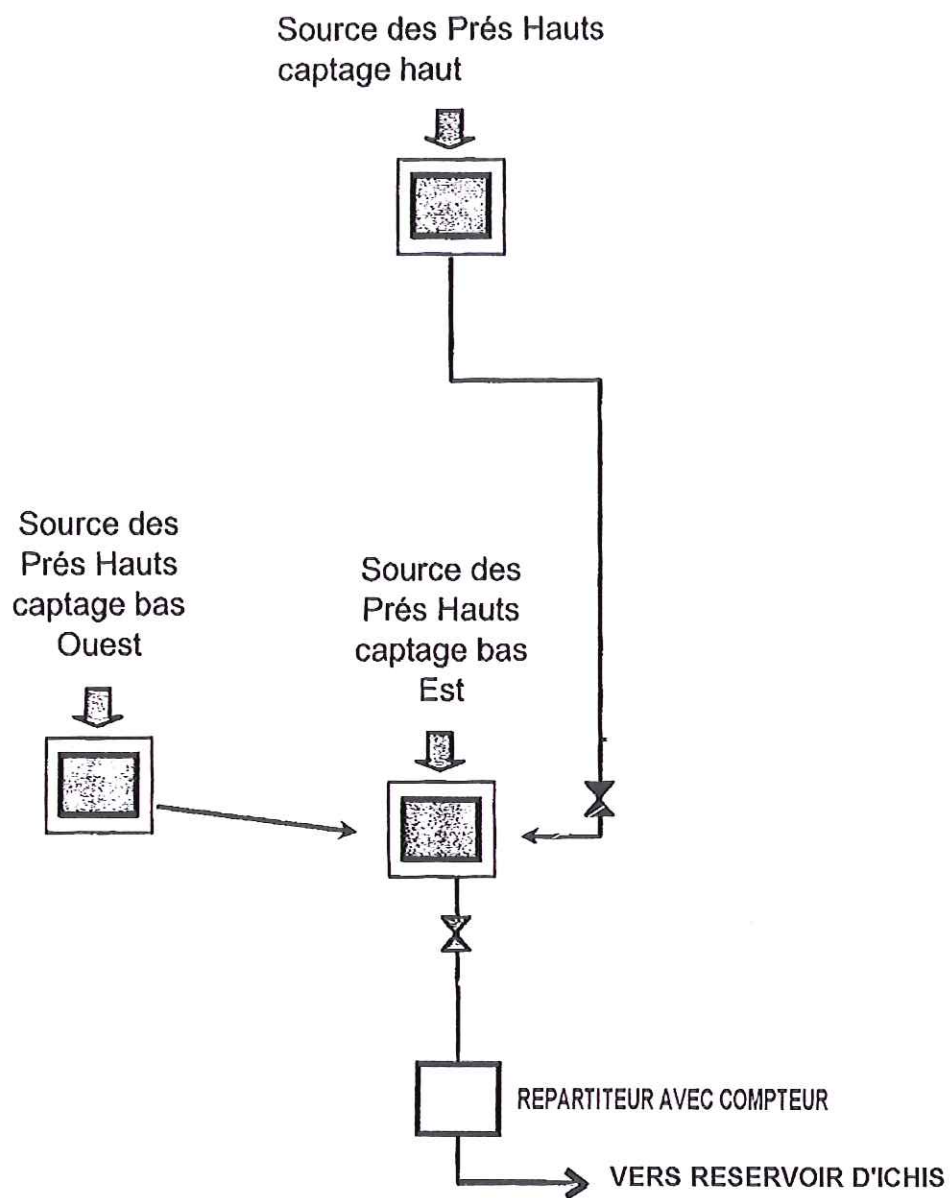 Source des Prés Hauts
captage haut
Source des
Prés Hauts
captage bas
Ouest
Source des
Prés Hauts
captage bas
Est
REPARTITEUR AVEC COMPTEUR
VERS RESERVOIR D'ICHIS